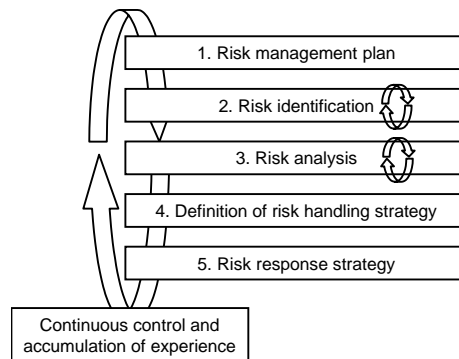 1. Risk management plan
2. Risk identification
3. Risk analysis
4. Definition of risk handling strategy
5. Risk response strategy
Continuous control and
accumulation of experience